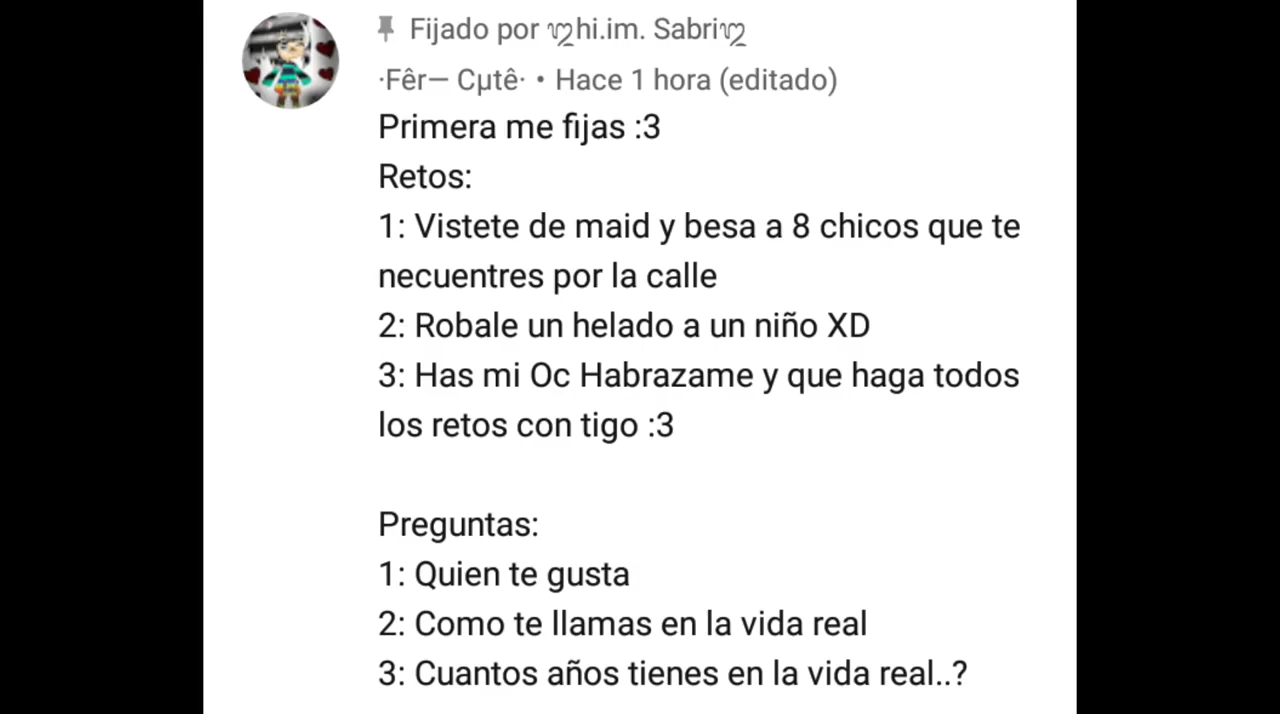 Fijado por ღhi.im. Sabriღ
·Fêr— Cµtê· • Hace 1 hora (editado)
Primera me fijas :3
Retos:
1: Vistete de maid y besa a 8 chicos que te
necuentres por la calle
2: Robale un helado a un niño XD
3: Has mi Oc Habrazame y que haga todos
los retos con tigo :3
Preguntas:
1: Quien te gusta
2: Como te llamas en la vida real
3: Cuantos años tienes en la vida real..?